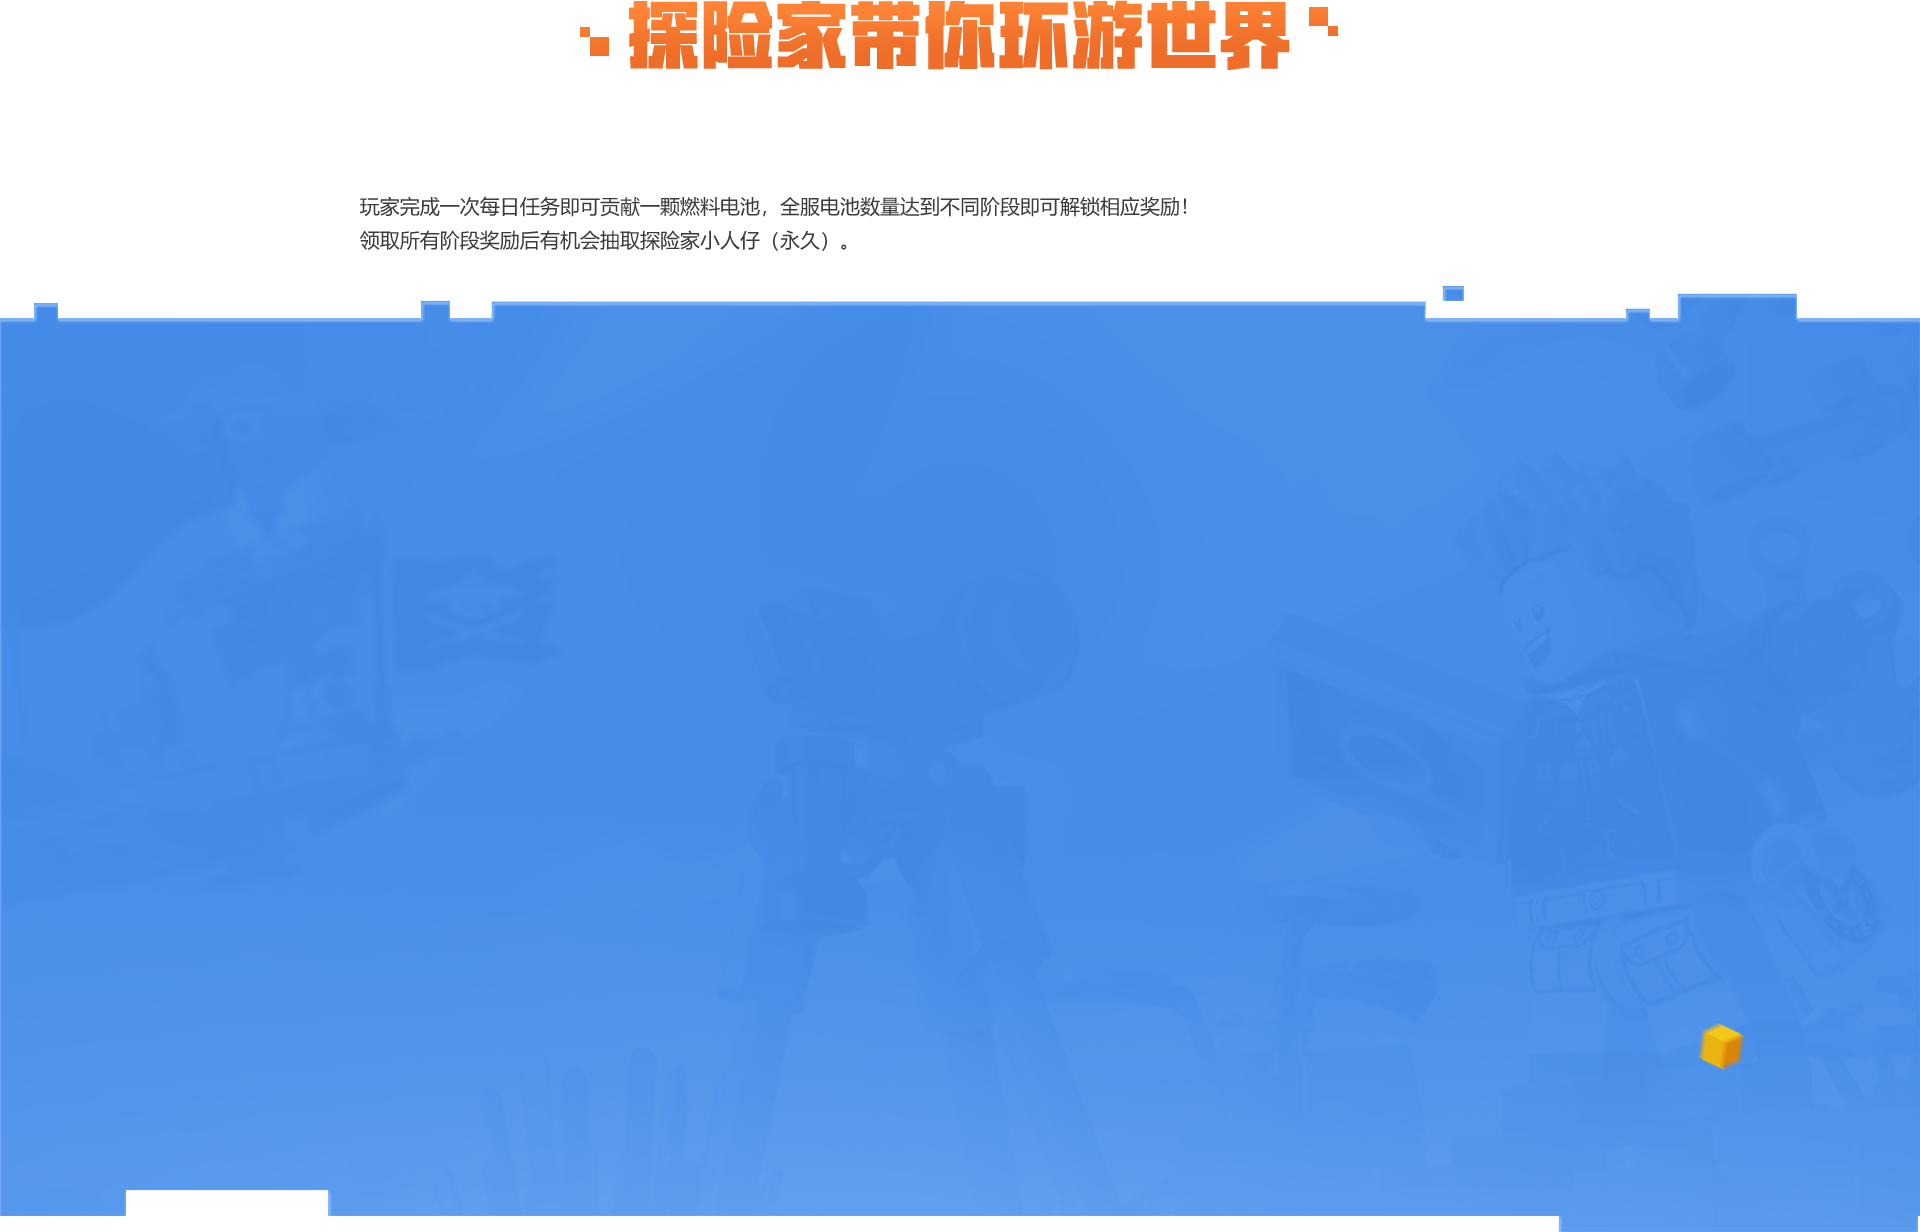 探险家带你环游世界
玩家完成一次每日任务即可贡献一颗燃料电池，全服电池数量达到不同阶段即可解锁相应奖励！
领取所有阶段奖励后有机会抽取探险家小人仔（永久）。